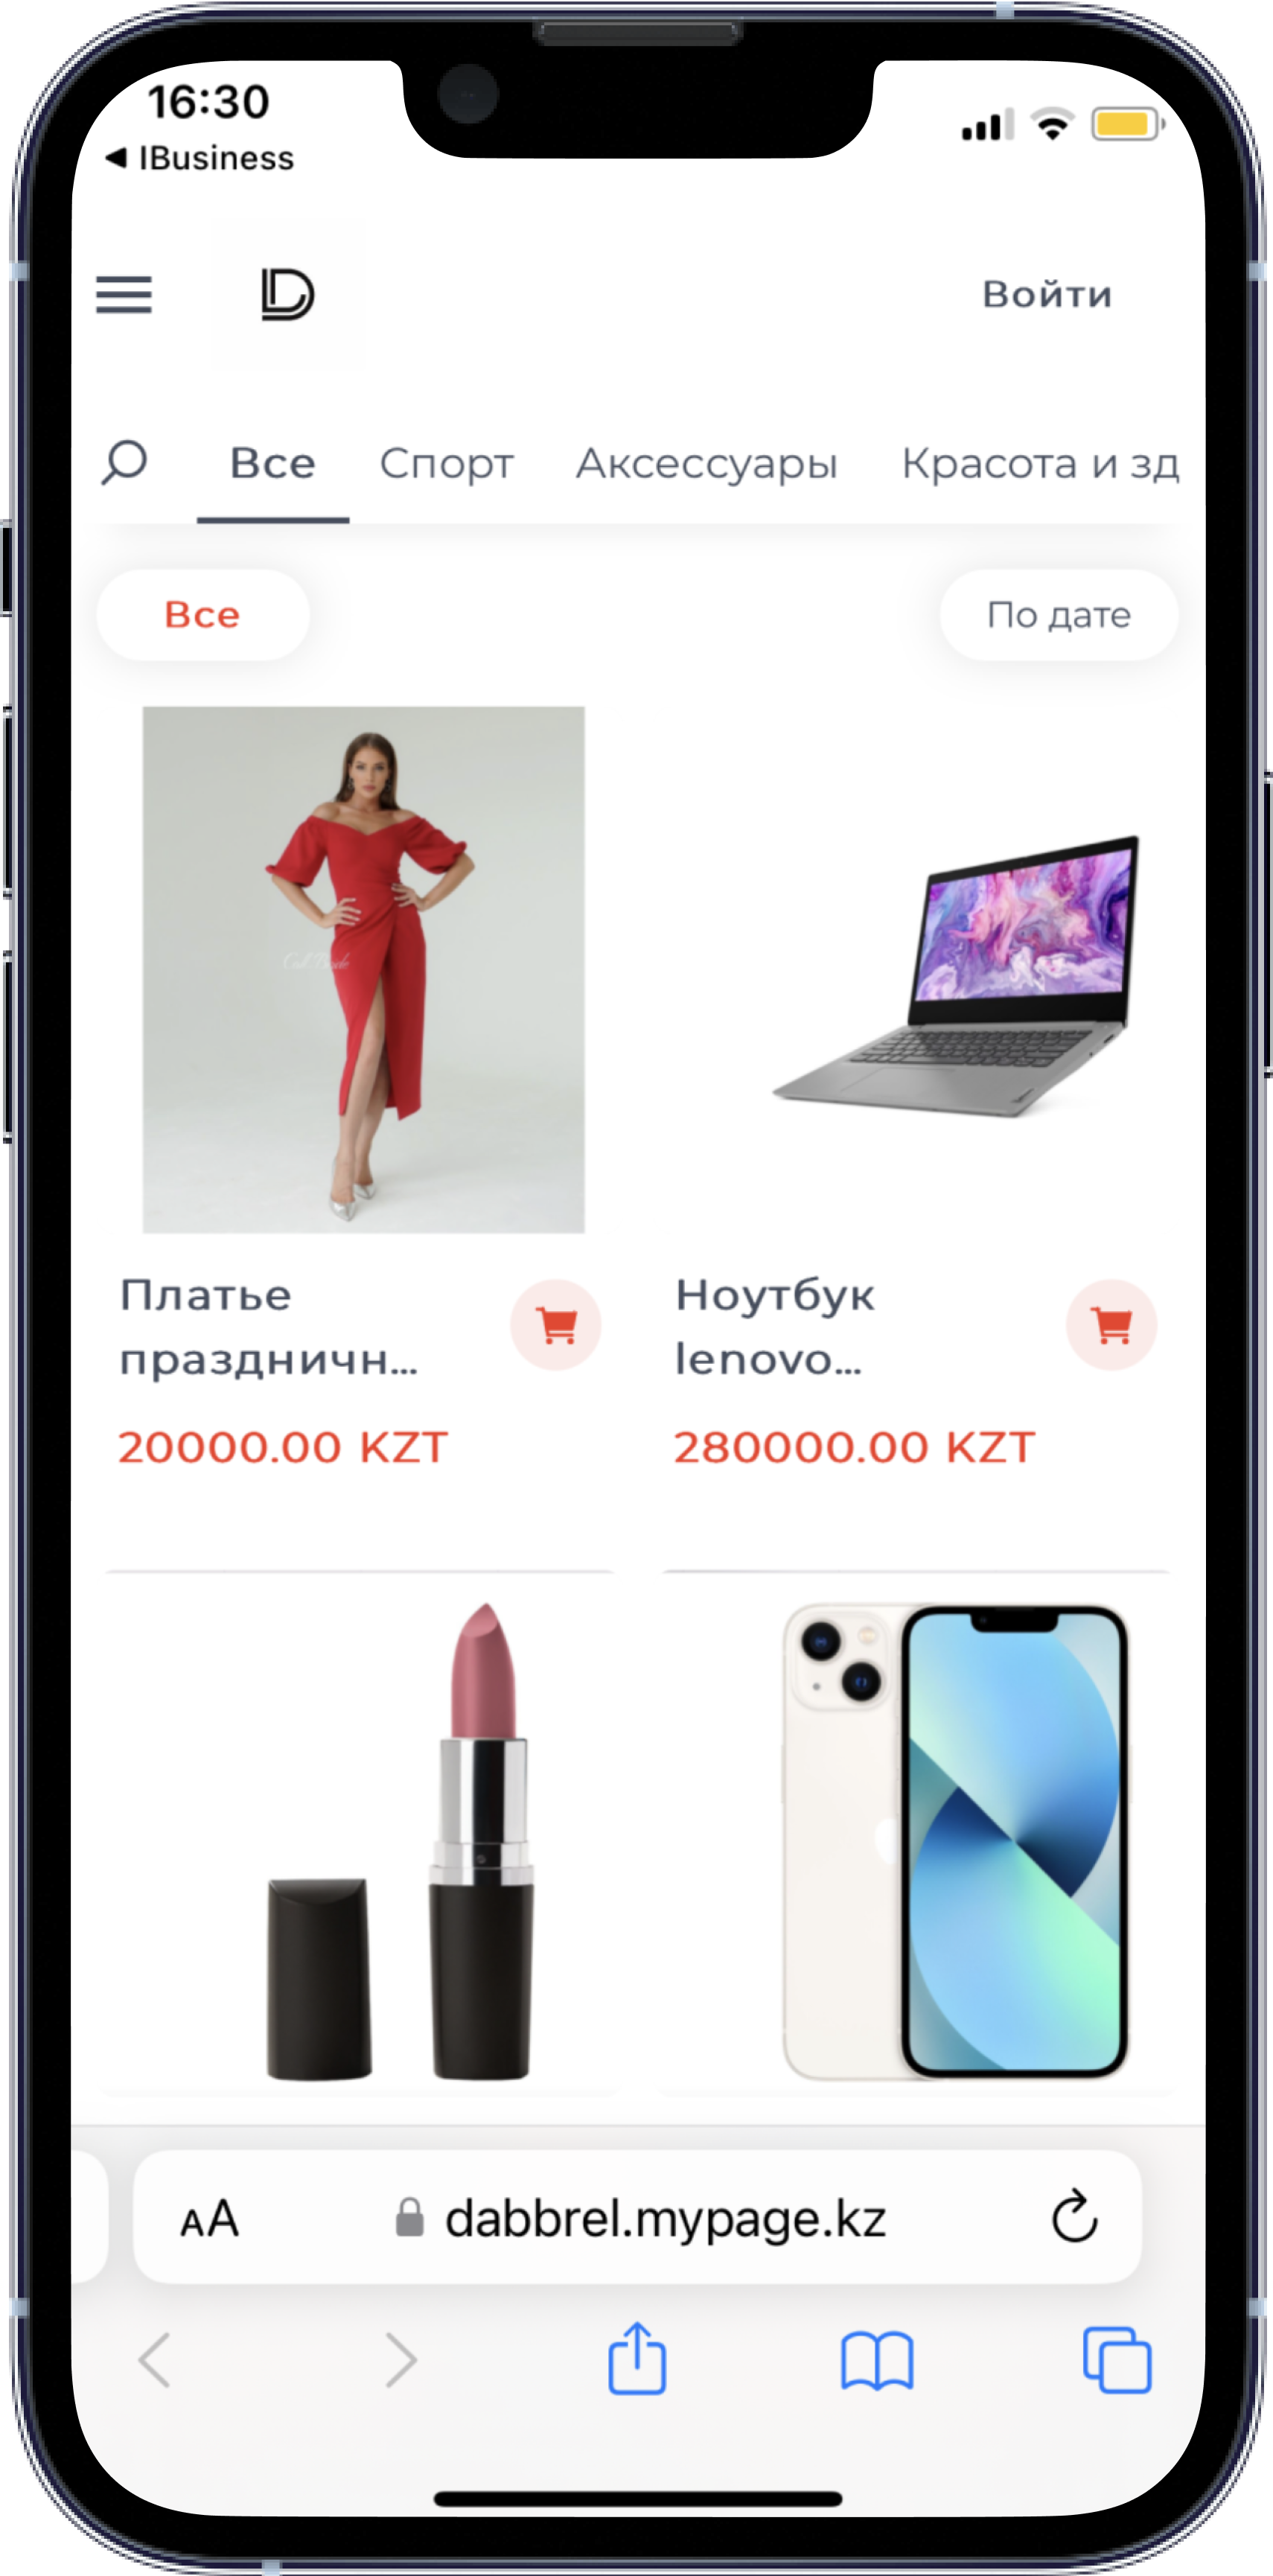 16:30
IBusiness
Войти
Все
Спорт
Аксессуары
Красота и зд
Все
По дате
Платье
праздничн...
20000.00 KZT
Ноутбук
lenovo...
280000.00 KZT
AA
dabbrel.mypage.kz